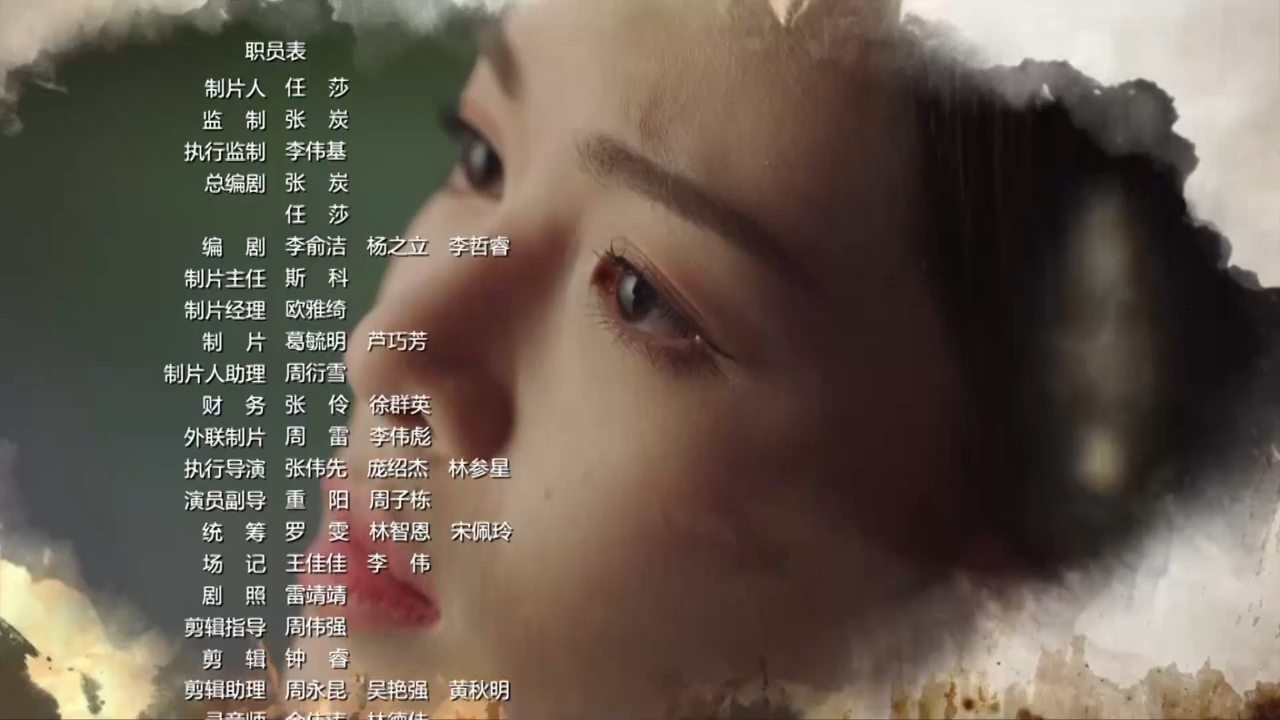 职员表
制片人 任 莎
监 制 张 炭
执行监制 李伟基
总编剧 张 炭
任 莎
编 剧 李俞洁 杨之立 李哲睿
制片主任 斯 科
制片经理 欧雅绮
制 片 葛毓明 芦巧芳
制片人助理 周衍雪
财 务 张 伶 徐群英
外联制片 周 雷 李伟彪
执行导演 张伟先 庞绍杰 林参星
演员副导 重 阳 周子栋
统 筹 罗 雯 林智恩 宋佩玲
场 记 王佳佳 李 伟
剧 照 雷靖靖
剪辑指导 周伟强
剪 辑 钟 睿
剪辑助理 周永昆 吴艳强 黄秋明